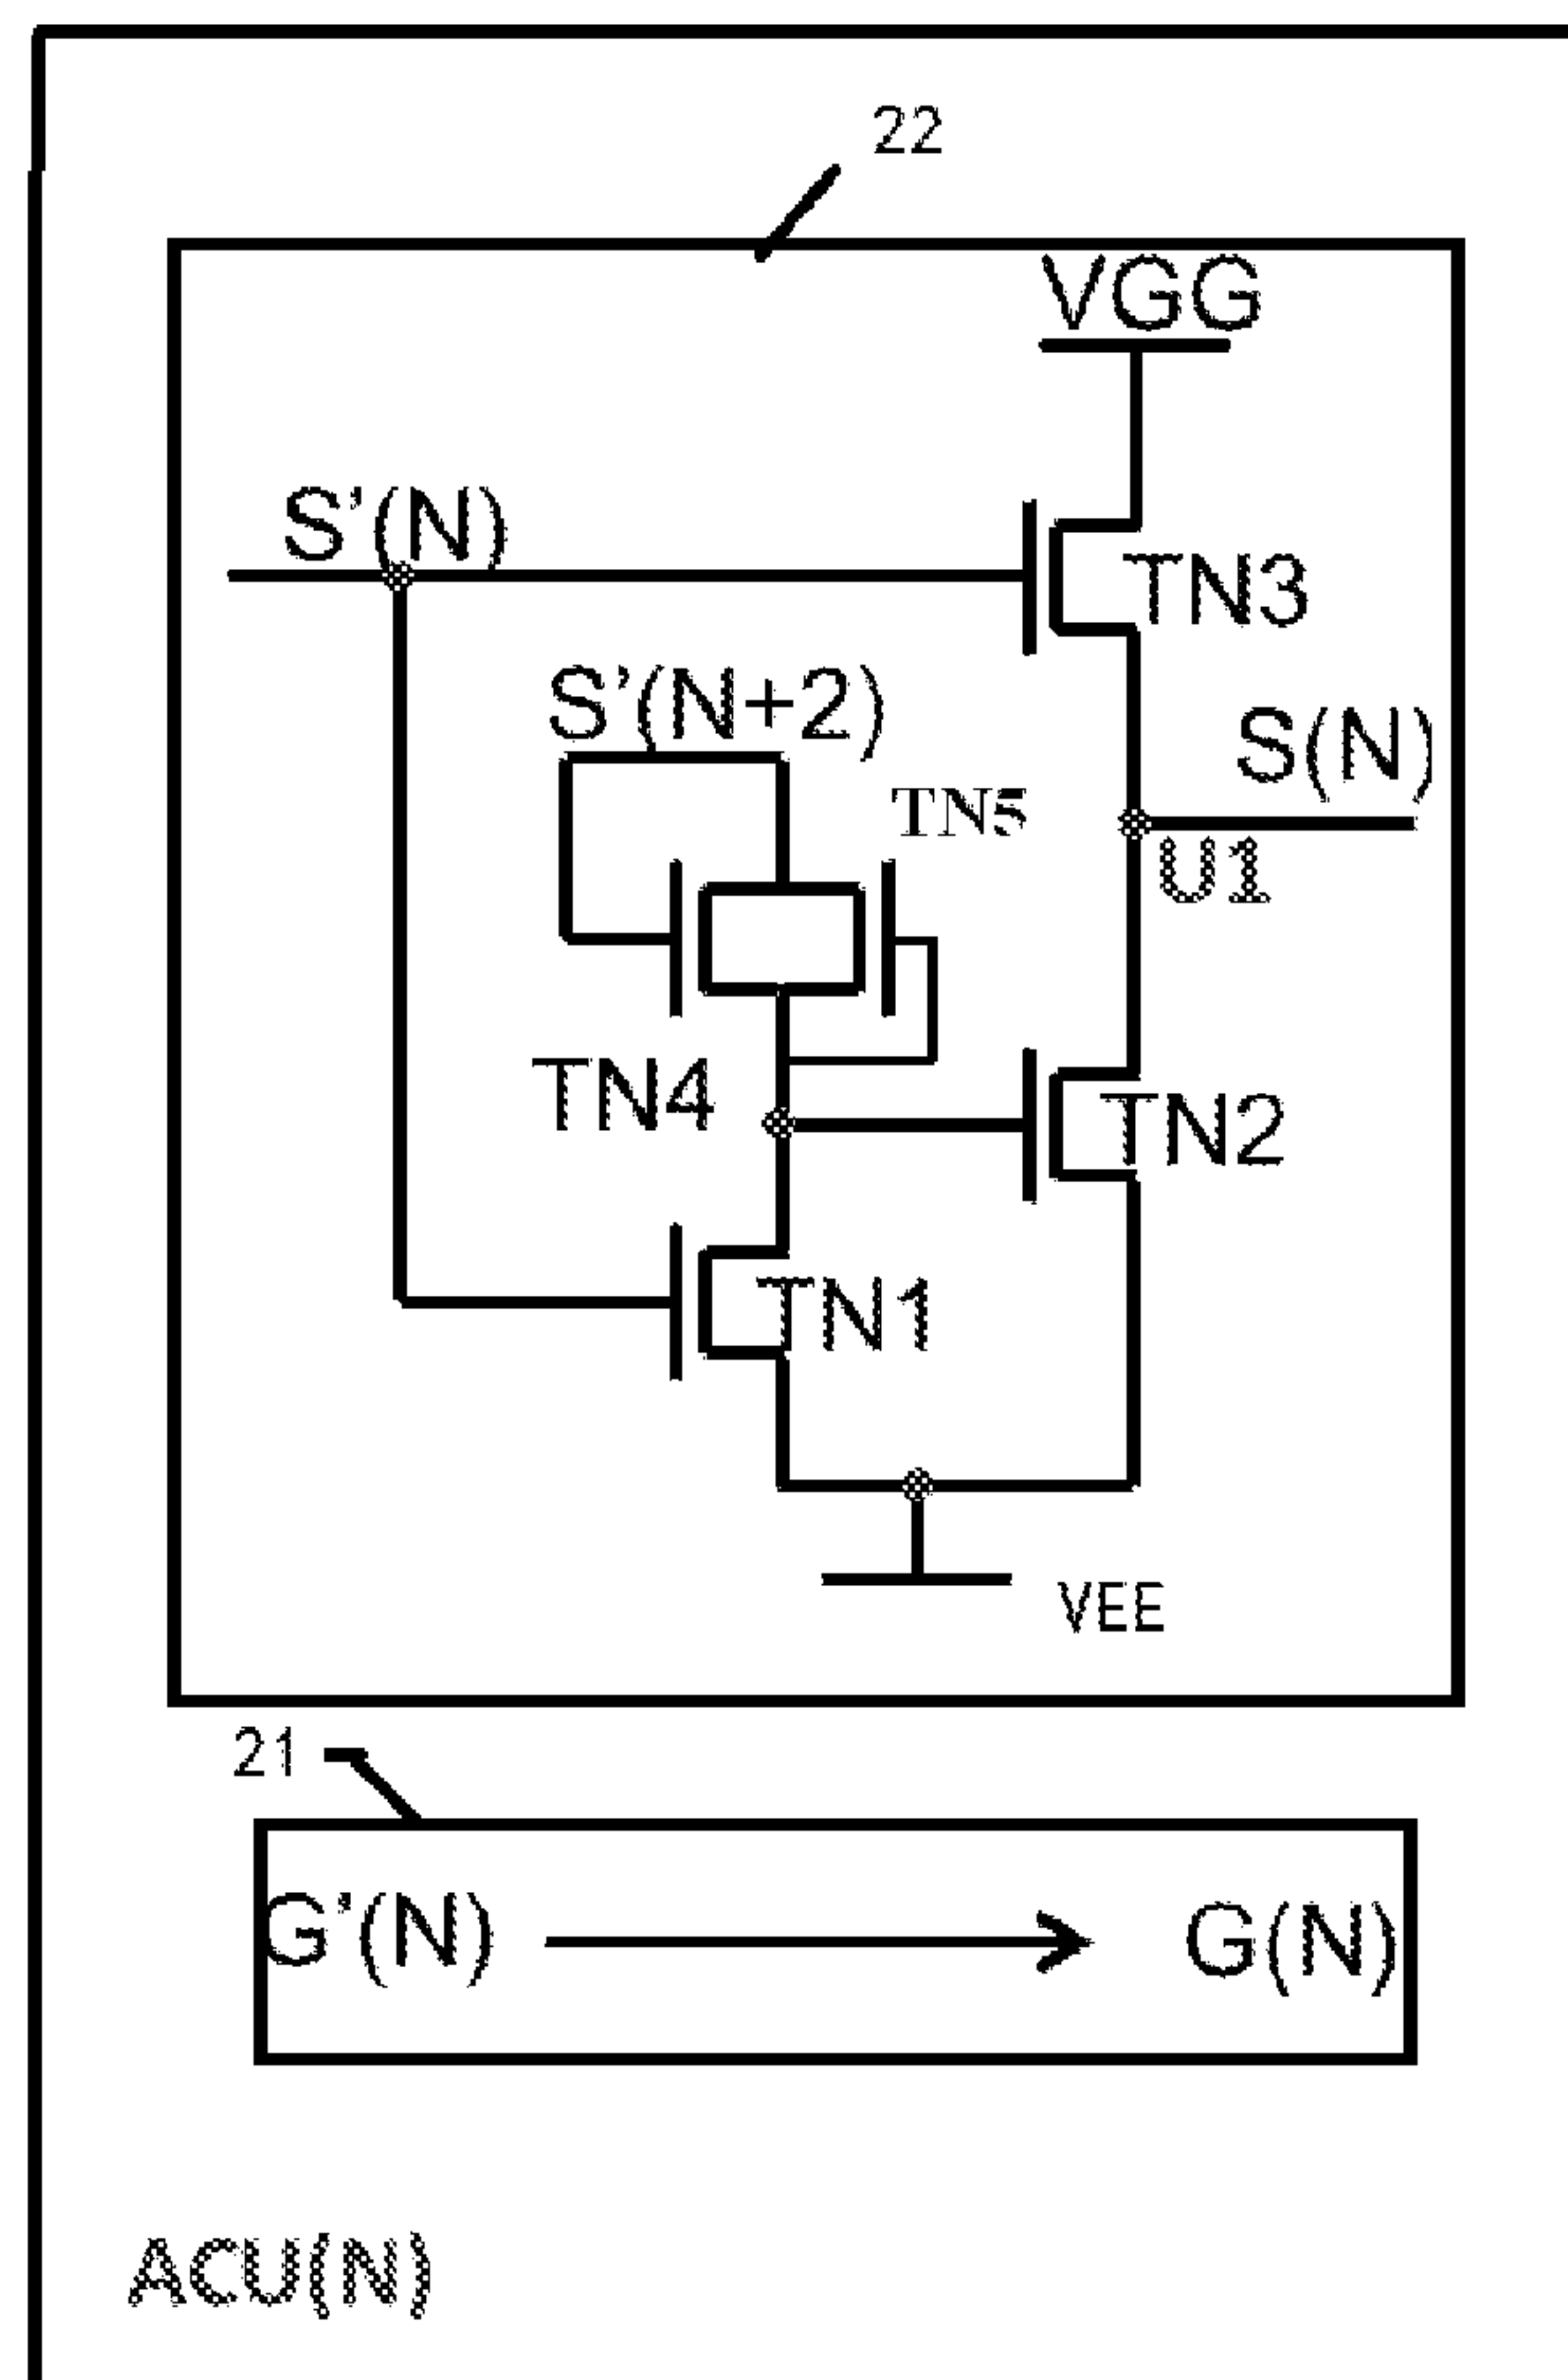 22
VGG
S’(N)
TN3
S’(N+2)
S(N)
TN5
U1
TN4
TN2
TN1
VEE
21
G’(N)
G(N)
ACU(N)